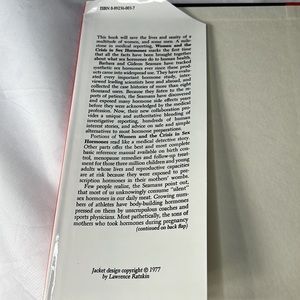 ISBN 0-89256-003-7
This book will save the lives and sanity of a
multitude of women, and some men. A mile-
stone in medical reporting, Women and the
Crisis in Sex Hormones marks the first time
that all the facts have been brought together
about what sex hormones do to human beings.
Barbara and Gideon Seaman have tracked
synthetic sex hormones ever since these prod-
ucts came into widespread use. They have evalu-
ated every important hormone study, inter-
viewed leading scientists here and abroad, and
collected the case histories of more than eight
thousand users. Because they listen to the re-
ports of patients, the Seamans have discovered
and exposed many hormone side effects years
before they were acknowledged by the medical
profession. Now, their new collaboration pro-
vides a unique and authoritative blending of
investigative reporting, hundreds of human
interest stories, and advice on safe and simple
alternatives to most hormone preparations.
Portions of Women and the Crisis in Sex
Hormones read like a medical detective story.
Other parts offer the best and most complete
basic reference manual available on birth con-
trol, menopause remedies and follow-up treat-
ment for those three million children and young
adults whose lives and reproductive capacities
are at risk because they were exposed to pre-
scription hormones in their mothers' wombs.
Few people realize, the Seamans point out,
that most of us unknowingly consume "silent"
sex hormones in our daily meat. Growing num-
bers of athletes have body-building hormones
pressed on them by unscrupulous coaches and
sports physicians. Most pathetically, the sons of
mothers who took hormones during pregnancy
(continued on back flap)
Jacket design copyright © 1977
by Lawrence Ratzkin